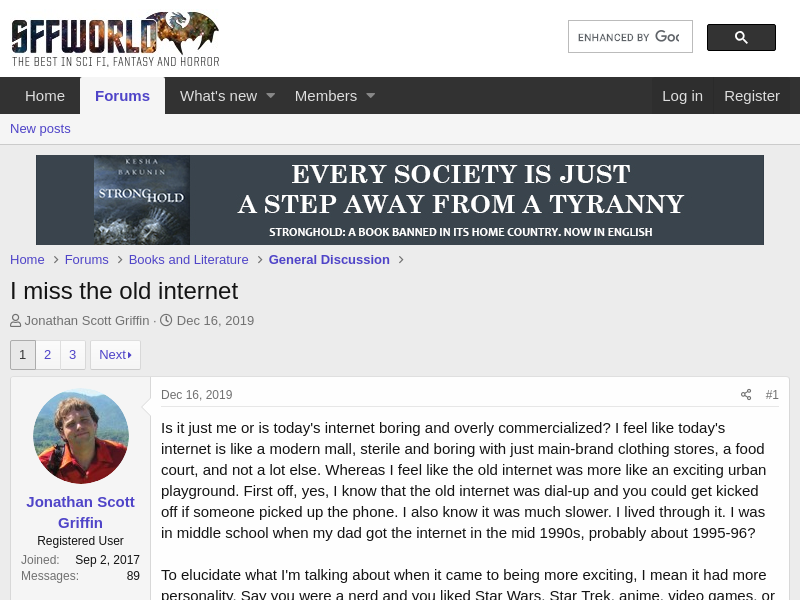 SFFWORLD
THE BEST IN SCI FI, FANTASY AND HORROR
ENHANCED BY Goo
Home Forums What's new Members Log in Register
New posts
KESHA
BAKUNIN
STRONGHOLD
EVERY SOCIETY IS JUST
A STEP AWAY FROM A TYRANNY
STRONGHOLD: A BOOK BANNED IN ITS HOME COUNTRY. NOW IN ENGLISH
Home Forums Books and Literature General Discussion
I miss the old internet
Jonathan Scott Griffin · Dec 16, 2019
1 2 3 Next
Dec 16, 2019 #1
Jonathan Scott
Griffin
Registered User
Joined: Sep 2, 2017
Messages: 89
Is it just me or is today's internet boring and overly commercialized? I feel like today's
internet is like a modern mall, sterile and boring with just main-brand clothing stores, a food
court, and not a lot else. Whereas I feel like the old internet was more like an exciting urban
playground. First off, yes, I know that the old internet was dial-up and you could get kicked
off if someone picked up the phone. I also know it was much slower. I lived through it. I was
in middle school when my dad got the internet in the mid 1990s, probably about 1995-96?
To elucidate what I'm talking about when it came to being more exciting, I mean it had more
personality. Say you were a nerd and you liked Star Wars, Star Trek, anime, video games, or